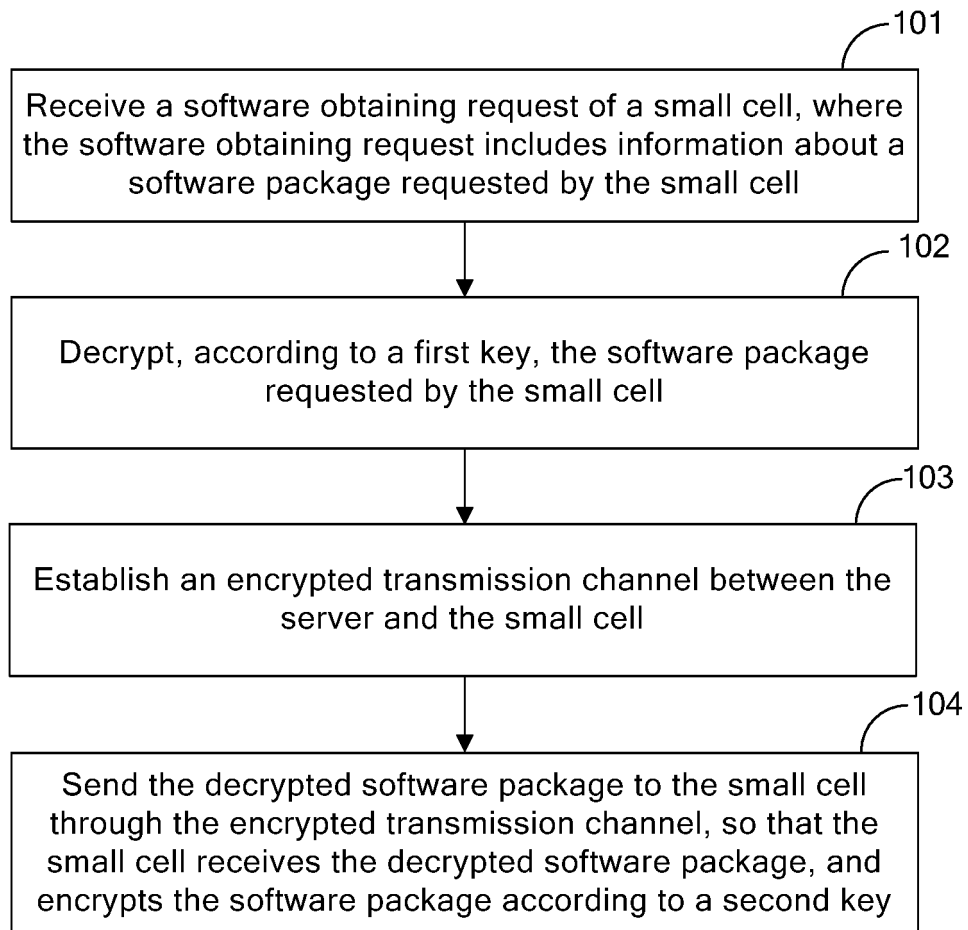 101
Receive a software obtaining request of a small cell, where
the software obtaining request includes information about a
software package requested by the small cell
102
Decrypt, according to a first key, the software package
requested by the small cell
103
Establish an encrypted transmission channel between the
server and the small cell
104
Send the decrypted software package to the small cell
through the encrypted transmission channel, so that the
small cell receives the decrypted software package, and
encrypts the software package according to a second key